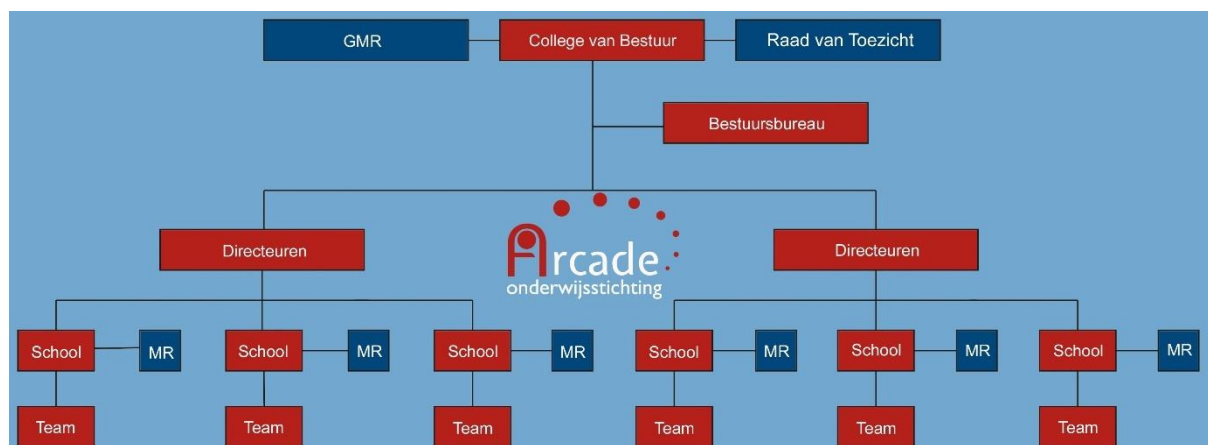 GMR
College van Bestuur
Raad van Toezicht
Bestuursbureau
Directeuren
Arcade
onderwijsstichting
Directeuren
School
MR
School
MR
School
MR
School
MR
School
MR
School
MR
Team
Team
Team
Team
Team
Team